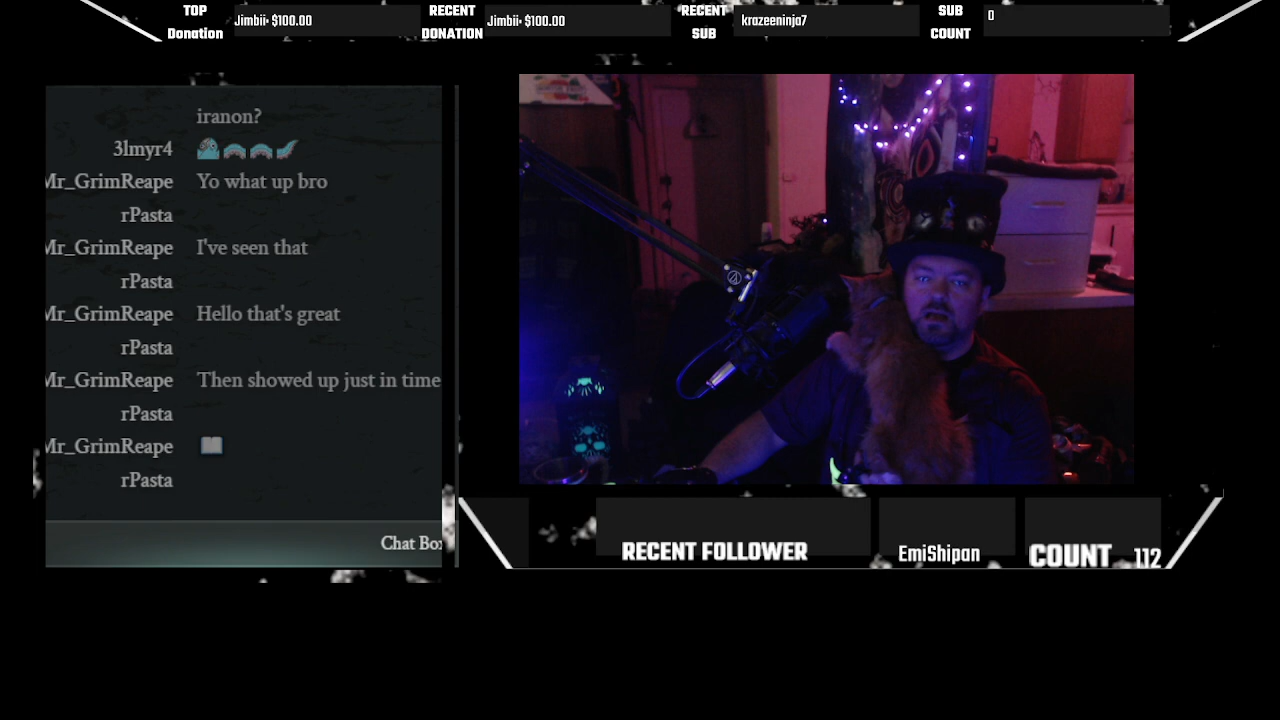 TOP
Donation
Jimbii• $100.00
RECENT
DONATION
Jimbii• $100.00
RECENT
SUB
krazeeninja7
SUB
COUNT
0
iranon?
3lmyr4
Mr_GrimReape
rPasta
Yo what up bro
Mr_GrimReape
rPasta
I've seen that
Mr_GrimReape
rPasta
Hello that's great
Mr_GrimReape
rPasta
Then showed up just in time
Mr_GrimReape
rPasta
Chat Box
RECENT FOLLOWER
EmiShipan
COUNT
112